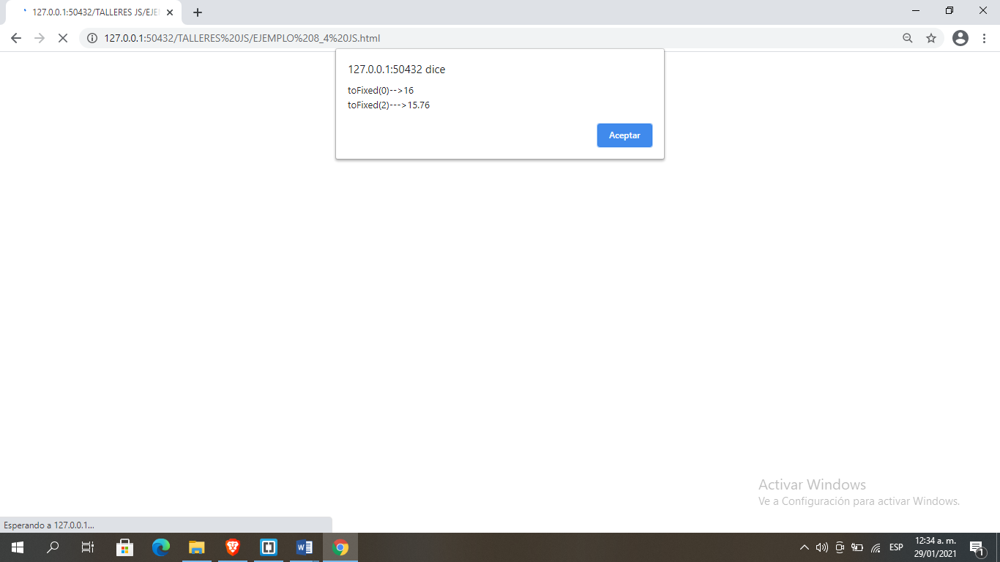 127.0.0.1:50432/TALLERES JS/EJE
127.0.0.1:50432/TALLERES%20JS/EJEMPLO%208_4%20JS.html
127.0.0.1:50432 dice
toFixed(0)-->16
toFixed(2)--->15.76
Aceptar
Activar Windows
Ve a Configuración para activar Windows.
Esperando a 127.0.0.1...
W
ESP
12:34 a. m.
29/01/2021
1